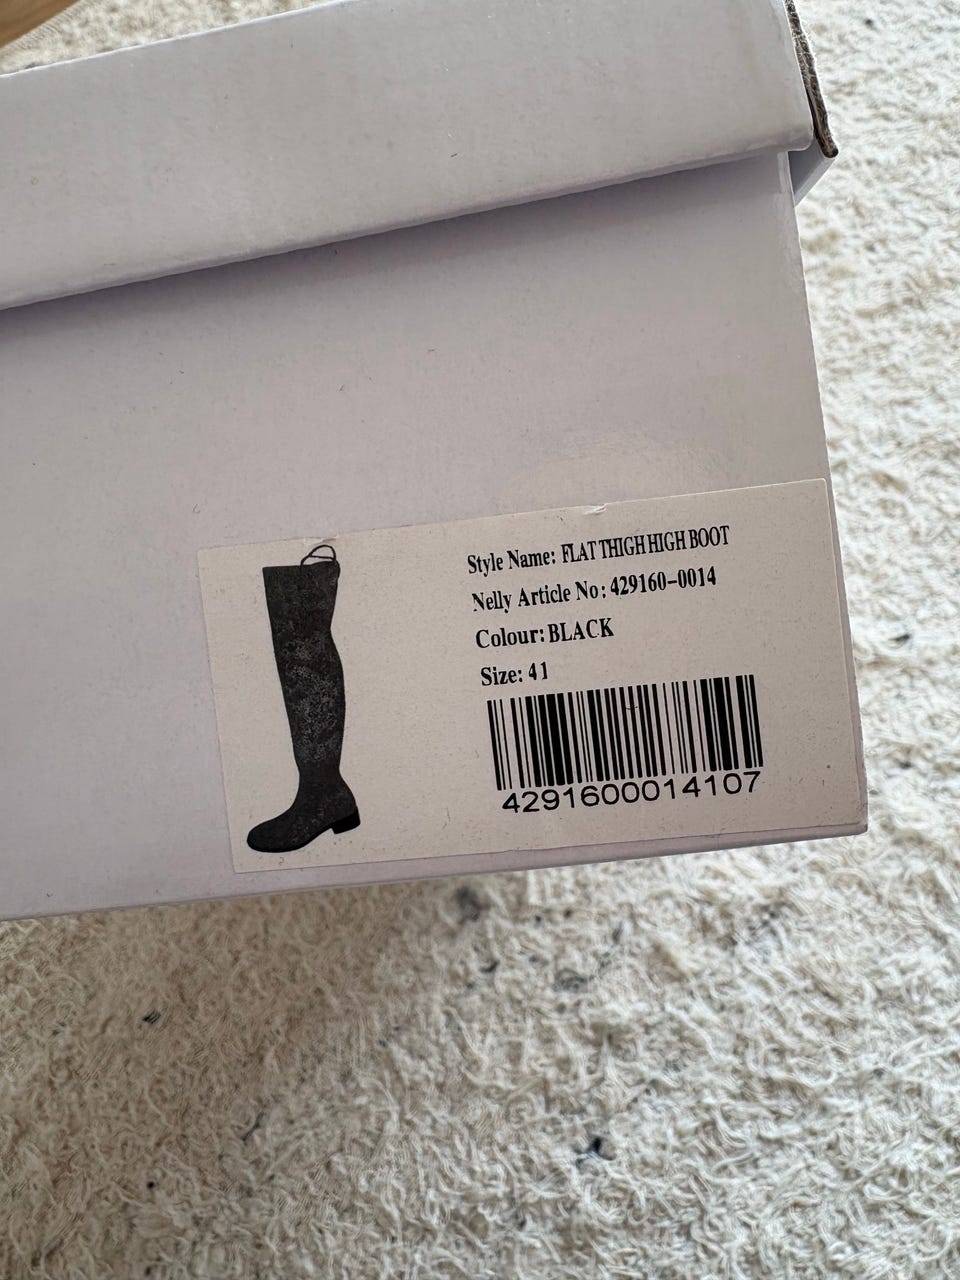 Style Name: FLAT THIGH HIGH BOOT
Nelly Article No: 429160-0014
Colour: BLACK
Size: 41
4291600014107